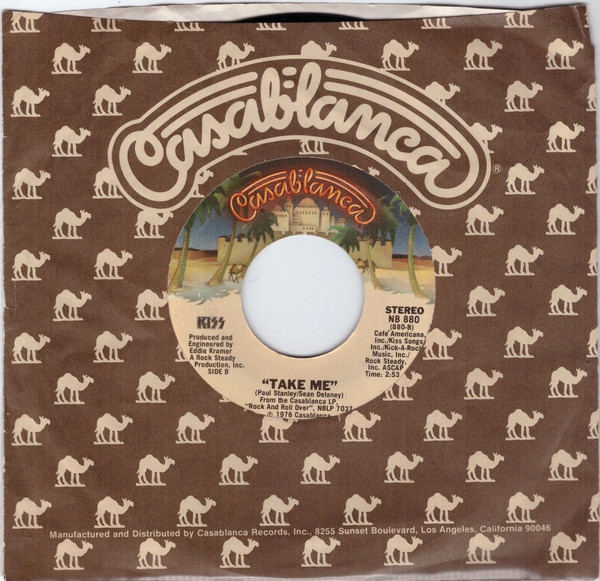 Casablanca
®
Casablanca
KISS
Produced and
Engineered by
Eddie Kramer
A Rock Steady
Production, Inc.
SIDE B
STEREO
NB 880
(880-B)
Cafe Americana,
Inc./Kiss Songs,
Inc./Kick-A-Rock
Music, Inc./
Rock Steady,
Inc. ASCAP
Time: 2:53
"TAKE ME"
(Paul Stanley/Sean Delaney)
From the Casablanca LP,
"Rock And Roll Over", NBLP 7037
℗ 1976 Casablanca
Manufactured and Distributed by Casablanca Records, Inc., 8255 Sunset Boulevard, Los Angeles, California 90046